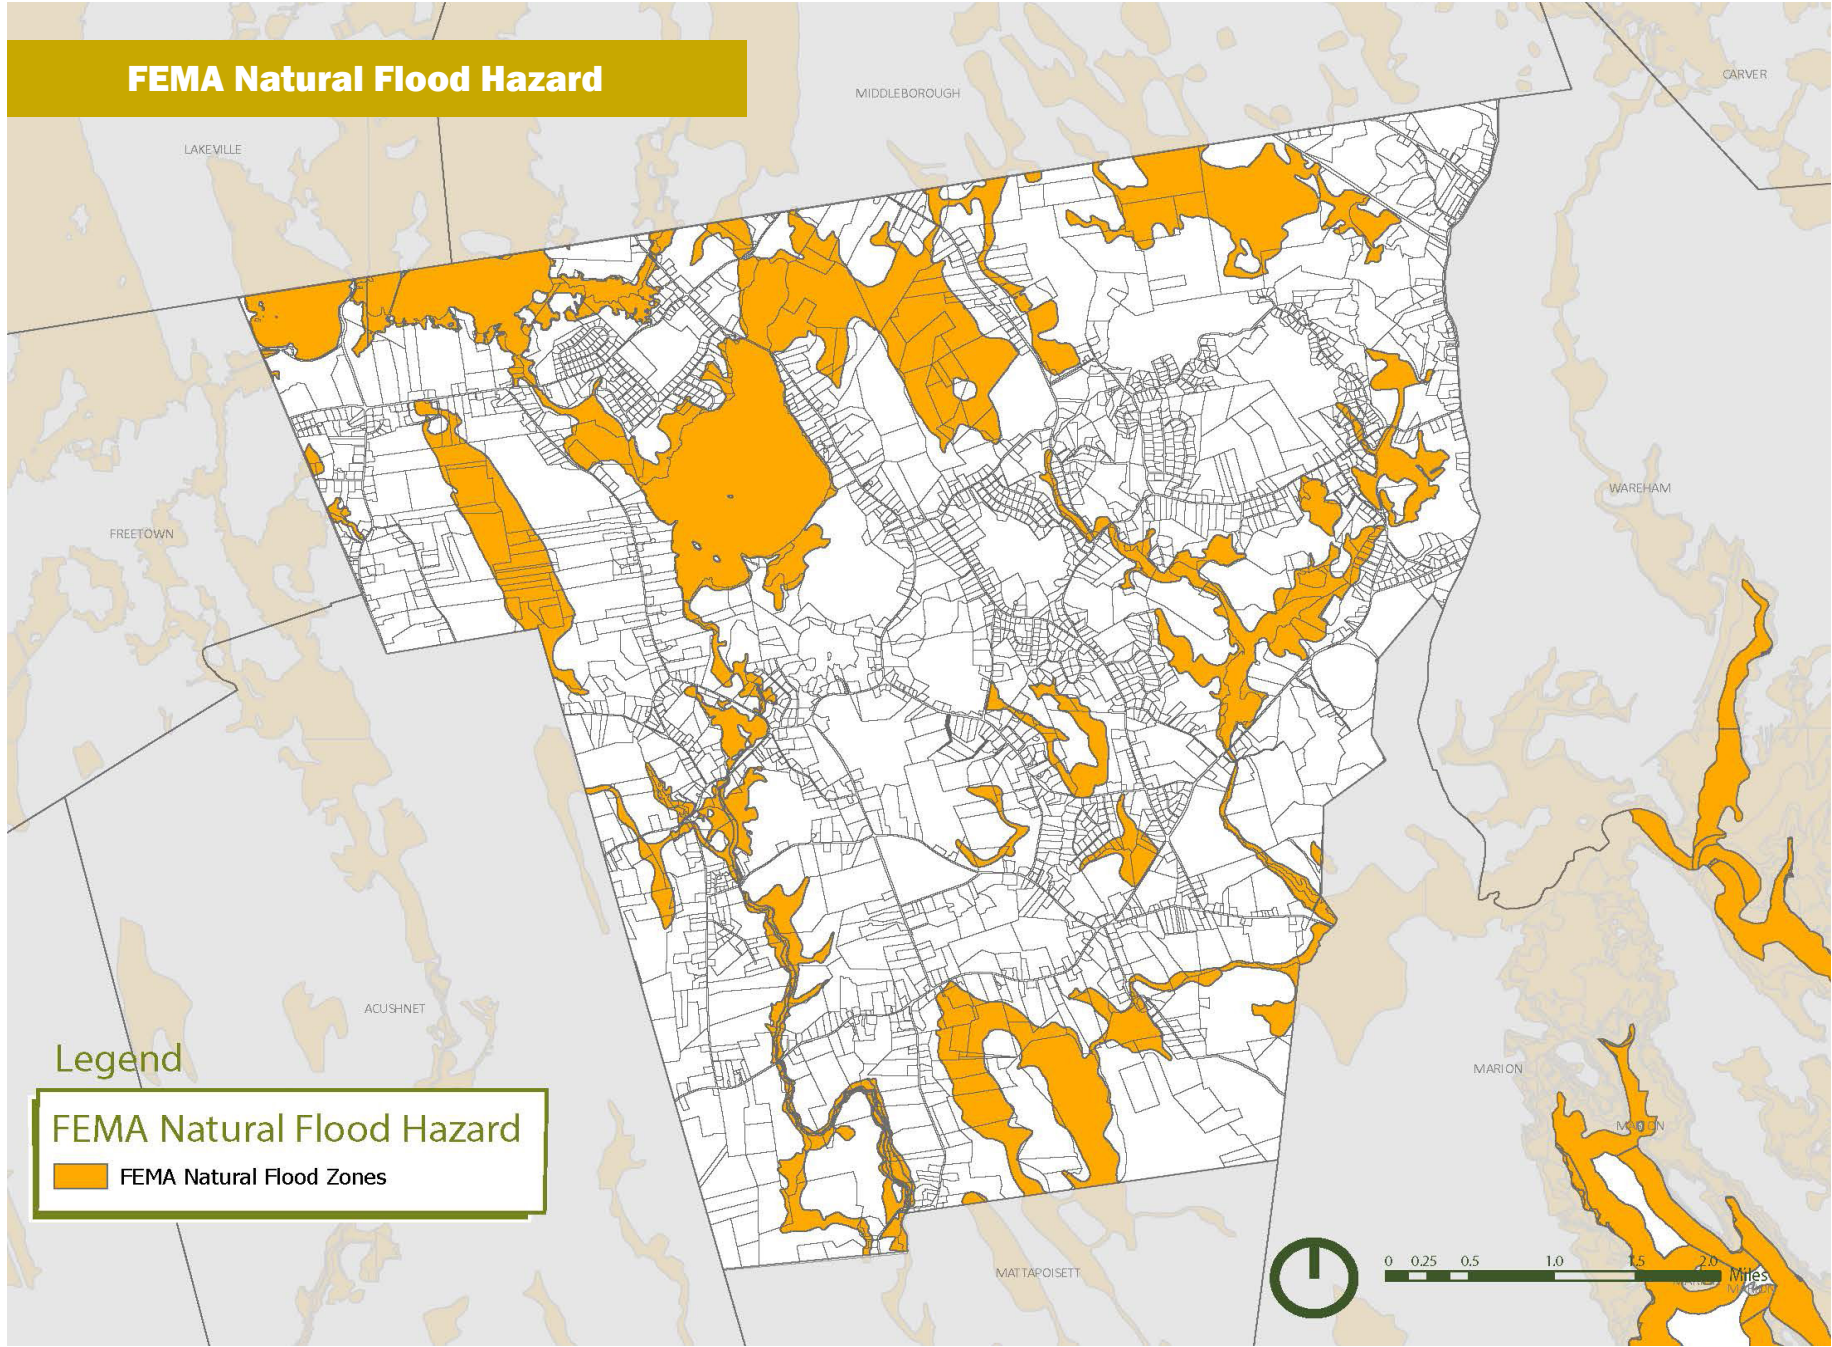 FEMA Natural Flood Hazard
CARVER
MIDDLEBOROUGH
LAKEVILLE
WAREHAM
FREETOWN
ACUSHNET
Legend
MARION
FEMA Natural Flood Hazard
MARION
FEMA Natural Flood Zones
0 0.25 0.5 1.0 1.5 2.0
Miles
MATTAPOISETT